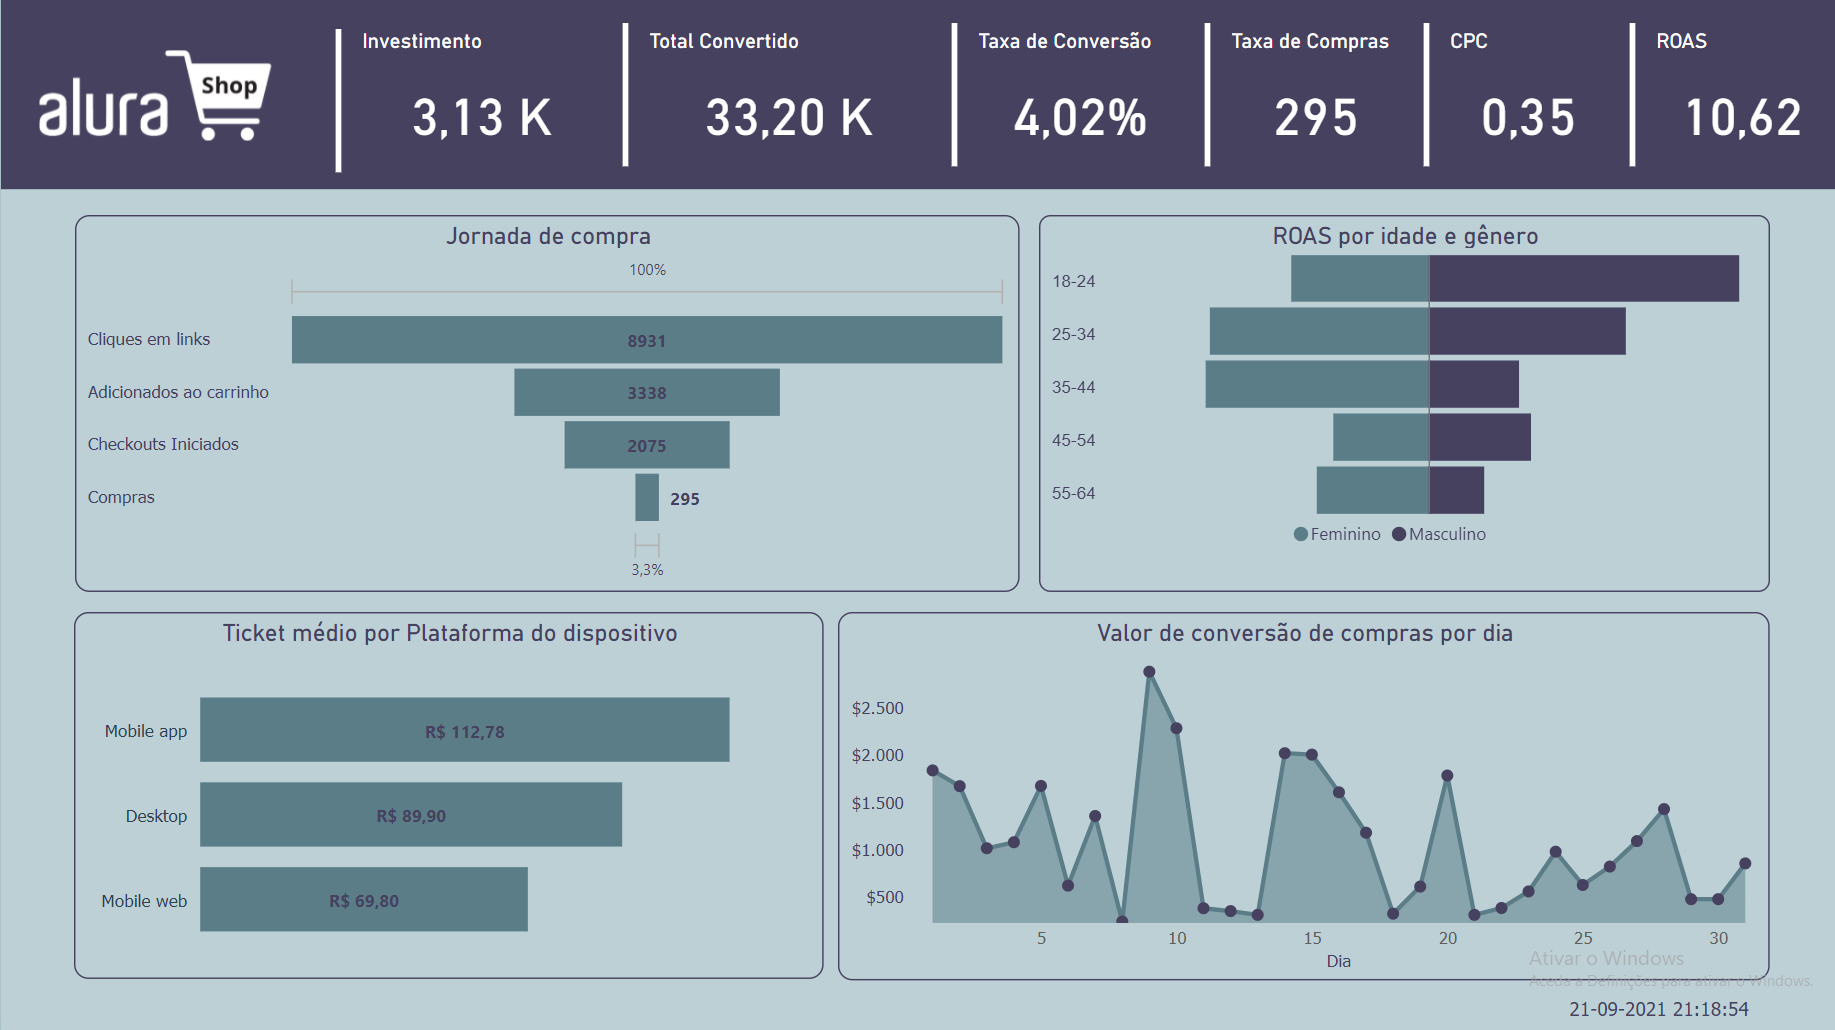 alura Shop
Investimento
3,13 K
Total Convertido
33,20 K
Taxa de Conversão
4,02%
Taxa de Compras
295
CPC
0,35
ROAS
10,62
Jornada de compra
100%
Cliques em links
8931
Adicionados ao carrinho
3338
Checkouts Iniciados
2075
Compras
295
3,3%
ROAS por idade e gênero
18-24
25-34
35-44
45-54
55-64
Feminino
Masculino
Ticket médio por Plataforma do dispositivo
Mobile app
R$ 112,78
Desktop
R$ 89,90
Mobile web
R$ 69,80
Valor de conversão de compras por dia
$2.500
$2.000
$1.500
$1.000
$500
5 10 15 20 25 30
Dia
Ativar o Windows
Aceda a Definições para ativar o Windows.
21-09-2021 21:18:54